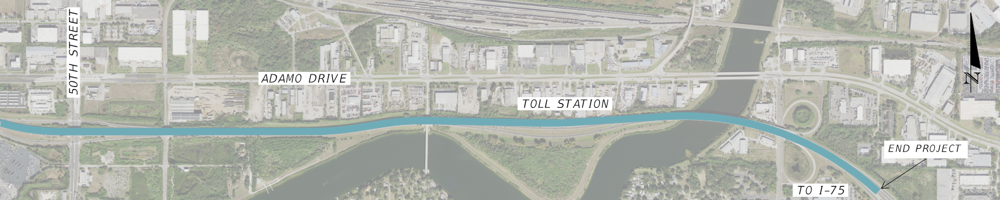 50TH STREET
ADAMO DRIVE
TOLL STATION
N
END PROJECT
TO I-75